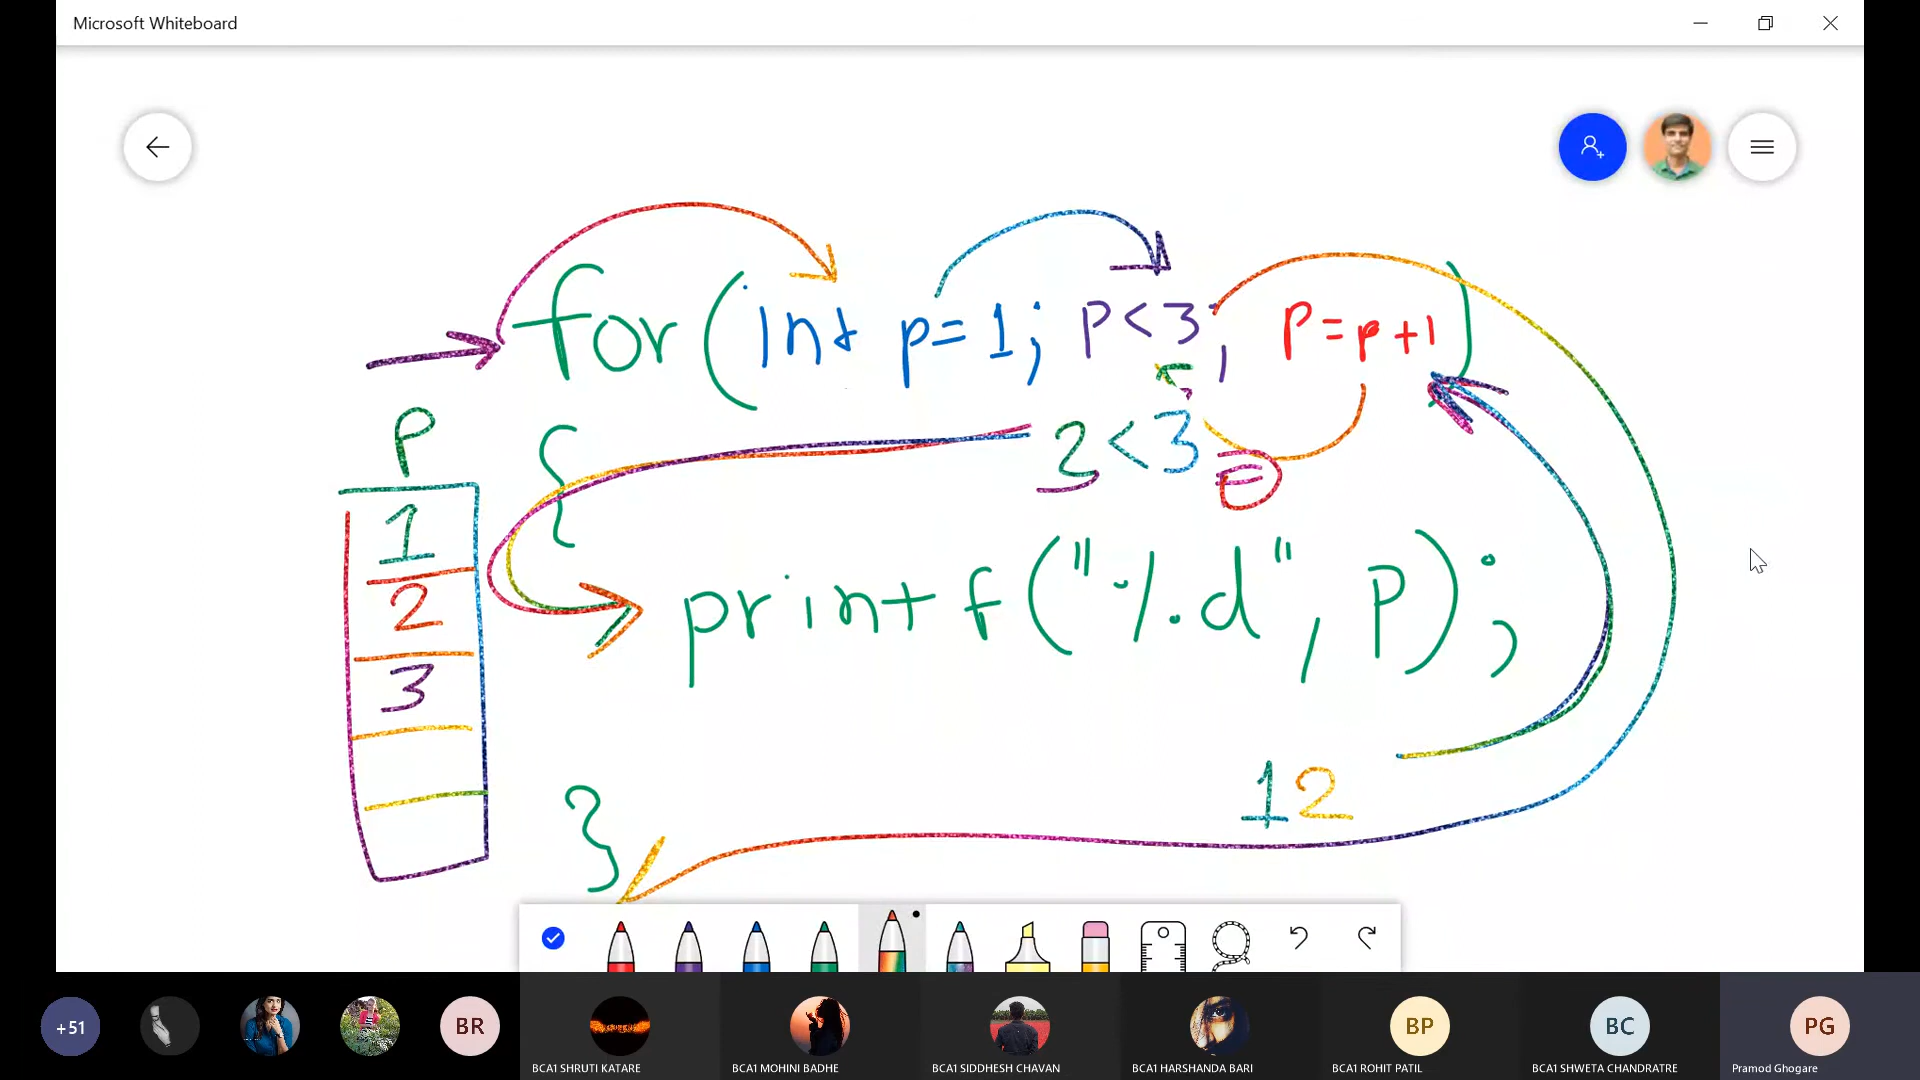 Microsoft Whiteboard
for(int p=1; P<3; P=p+1)
P
{
3<3
1
2
3
printf("%d", P);
12
}
+51
BR
BP
BC
PG
BCA1 SHRUTI KATARE
BCA1 MOHINI BADHE
BCA1 SIDDHESH CHAVAN
BCA1 HARSHANDA BARI
BCA1 ROHIT PATIL
BCA1 SHWETA CHANDRATRE
Pramod Ghogare